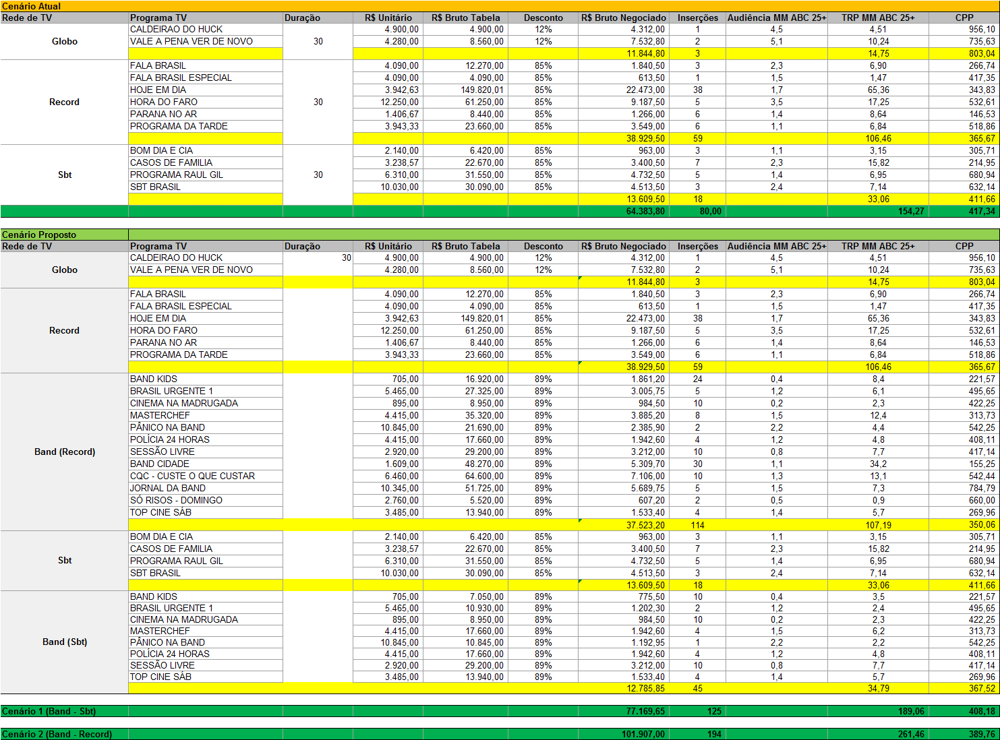 Cenário Atual
Rede de TV Programa TV Duração R$ Unitário R$ Bruto Tabela Desconto R$ Bruto Negociado Inserções Audiência MM ABC 25+ TRP MM ABC 25+ CPP
CALDEIRAO DO HUCK 4.900,00 4.900,00 12% 4.312,00 1 4,5 4,51 956,10
Globo VALE A PENA VER DE NOVO 30 4.280,00 8.560,00 12% 7.532,80 2 5,1 10,24 735,63
11.844,80 3 14,75 803,04
FALA BRASIL 4.090,00 12.270,00 85% 1.840,50 3 2,3 6,90 266,74
FALA BRASIL ESPECIAL 4.090,00 4.090,00 85% 613,50 1 1,5 1,47 417,35
HOJE EM DIA 3.942,63 149.820,01 85% 22.473,00 38 1,7 65,36 343,83
Record HORA DO FARO 30 12.250,00 61.250,00 85% 9.187,50 5 3,5 17,25 532,61
PARANA NO AR 1.406,67 8.440,00 85% 1.266,00 6 1,4 8,64 146,53
PROGRAMA DA TARDE 3.943,33 23.660,00 85% 3.549,00 6 1,1 6,84 518,86
38.929,50 59 106,46 365,67
BOM DIA E CIA 2.140,00 6.420,00 85% 963,00 3 1,1 3,15 305,71
CASOS DE FAMILIA 3.238,57 22.670,00 85% 3.400,50 7 2,3 15,82 214,95
Sbt PROGRAMA RAUL GIL 30 6.310,00 31.550,00 85% 4.732,50 5 1,4 6,95 680,94
SBT BRASIL 10.030,00 30.090,00 85% 4.513,50 3 2,4 7,14 632,14
13.609,50 18 33,06 411,66
64.383,80 80,00 154,27 417,34
Cenário Proposto
Rede de TV Programa TV Duração R$ Unitário R$ Bruto Tabela Desconto R$ Bruto Negociado Inserções Audiência MM ABC 25+ TRP MM ABC 25+ CPP
CALDEIRAO DO HUCK 30 4.900,00 4.900,00 12% 4.312,00 1 4,5 4,51 956,10
Globo VALE A PENA VER DE NOVO 4.280,00 8.560,00 12% 7.532,80 2 5,1 10,24 735,63
11.844,80 3 14,75 803,04
FALA BRASIL 4.090,00 12.270,00 85% 1.840,50 3 2,3 6,90 266,74
FALA BRASIL ESPECIAL 4.090,00 4.090,00 85% 613,50 1 1,5 1,47 417,35
HOJE EM DIA 3.942,63 149.820,01 85% 22.473,00 38 1,7 65,36 343,83
Record HORA DO FARO 12.250,00 61.250,00 85% 9.187,50 5 3,5 17,25 532,61
PARANA NO AR 1.406,67 8.440,00 85% 1.266,00 6 1,4 8,64 146,53
PROGRAMA DA TARDE 3.943,33 23.660,00 85% 3.549,00 6 1,1 6,84 518,86
38.929,50 59 106,46 365,67
BAND KIDS 705,00 16.920,00 89% 1.861,20 24 0,4 8,4 221,57
BRASIL URGENTE 1 5.465,00 27.325,00 89% 3.005,75 5 1,2 6,1 495,65
CINEMA NA MADRUGADA 895,00 8.950,00 89% 984,50 10 0,2 2,3 422,25
MASTERCHEF 4.415,00 35.320,00 89% 3.885,20 8 1,5 12,4 313,73
PÂNICO NA BAND 10.845,00 21.690,00 89% 2.385,90 2 2,2 4,4 542,25
POLÍCIA 24 HORAS 4.415,00 17.660,00 89% 1.942,60 4 1,2 4,8 408,11
Band (Record) SESSÃO LIVRE 2.920,00 29.200,00 89% 3.212,00 10 0,8 7,7 417,14
BAND CIDADE 1.609,00 48.270,00 89% 5.309,70 30 1,1 34,2 155,25
CQC - CUSTE O QUE CUSTAR 6.460,00 64.600,00 89% 7.106,00 10 1,3 13,1 542,44
JORNAL DA BAND 10.345,00 51.725,00 89% 5.689,75 5 1,5 7,3 784,79
SÓ RISOS - DOMINGO 2.760,00 5.520,00 89% 607,20 2 0,5 0,9 660,00
TOP CINE SÁB 3.485,00 13.940,00 89% 1.533,40 4 1,4 5,7 269,96
37.523,20 114 107,19 350,06
BOM DIA E CIA 2.140,00 6.420,00 85% 963,00 3 1,1 3,15 305,71
CASOS DE FAMILIA 3.238,57 22.670,00 85% 3.400,50 7 2,3 15,82 214,95
Sbt PROGRAMA RAUL GIL 6.310,00 31.550,00 85% 4.732,50 5 1,4 6,95 680,94
SBT BRASIL 10.030,00 30.090,00 85% 4.513,50 3 2,4 7,14 632,14
13.609,50 18 33,06 411,66
BAND KIDS 705,00 7.050,00 89% 775,50 10 0,4 3,5 221,57
BRASIL URGENTE 1 5.465,00 10.930,00 89% 1.202,30 2 1,2 2,4 495,65
CINEMA NA MADRUGADA 895,00 8.950,00 89% 984,50 10 0,2 2,3 422,25
MASTERCHEF 4.415,00 17.660,00 89% 1.942,60 4 1,5 6,2 313,73
Band (Sbt) PÂNICO NA BAND 10.845,00 10.845,00 89% 1.192,95 1 2,2 2,2 542,25
POLÍCIA 24 HORAS 4.415,00 17.660,00 89% 1.942,60 4 1,2 4,8 408,11
SESSÃO LIVRE 2.920,00 29.200,00 89% 3.212,00 10 0,8 7,7 417,14
TOP CINE SÁB 3.485,00 13.940,00 89% 1.533,40 4 1,4 5,7 269,96
12.785,85 45 34,79 367,52
Cenário 1 (Band - Sbt) 77.169,65 125 189,06 408,18
Cenário 2 (Band - Record) 101.907,00 194 261,46 389,76